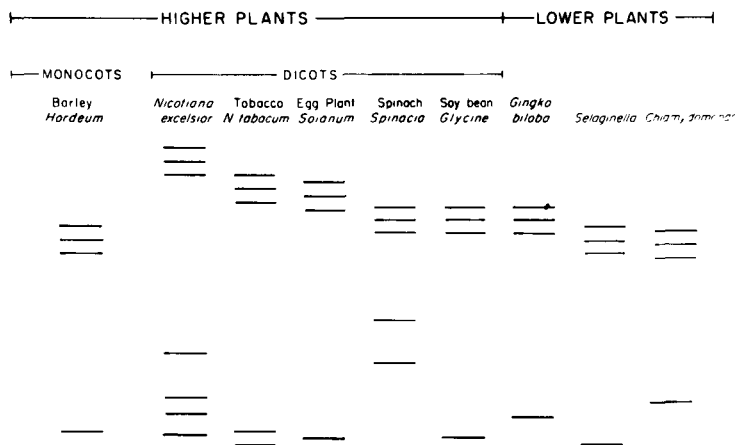 HIGHER PLANTS LOWER PLANTS
MONOCOTS DICOTS
Barley Nicotiana Tobacco Egg Plant Spinach Soy bean Gingko
Hordeum excelsior N tabacum Solanum Spinacia Glycine biloba Selaginella